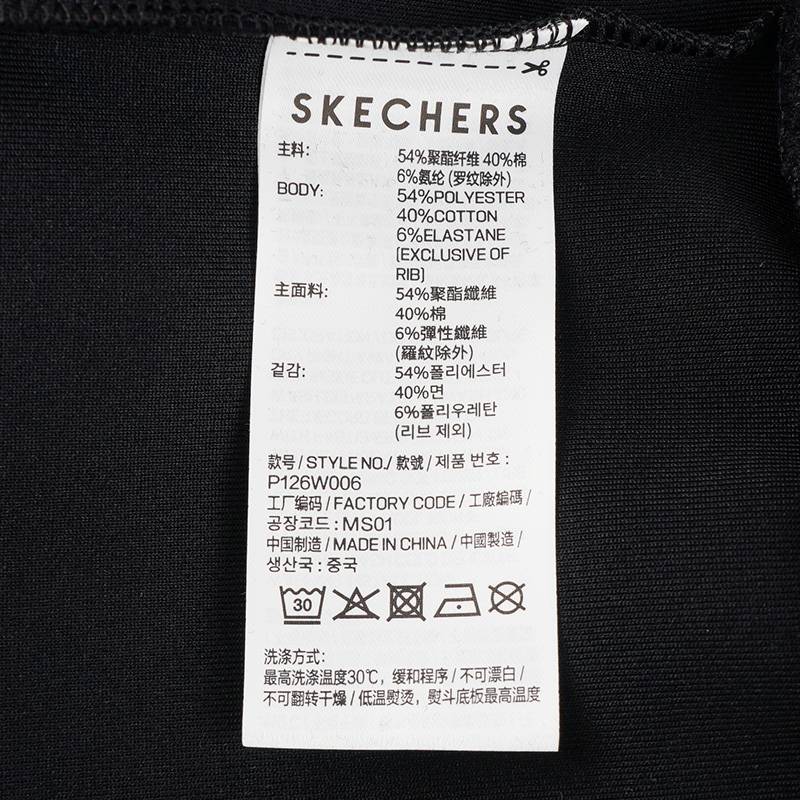 SKECHERS
主料: 54%聚酯纤维 40%棉
6%氨纶 (罗纹除外)
BODY: 54%POLYESTER
40%COTTON
6%ELASTANE
(EXCLUSIVE OF
RIB)
主面料: 54%聚酯纖維
40%棉
6%彈性纖維
(羅紋除外)
겉감: 54%폴리에스터
40%면
6%폴리우레탄
(리브 제외)
款号 / STYLE NO./ 款號 / 제품 번호 :
P126W006
工厂编码 / FACTORY CODE / 工廠編碼 /
공장코드 : MS01
中国制造 / MADE IN CHINA / 中國製造 /
생산국 : 중국
30
洗涤方式:
最高洗涤温度30℃, 缓和程序 / 不可漂白 /
不可翻转干燥 / 低温熨烫, 熨斗底板最高温度